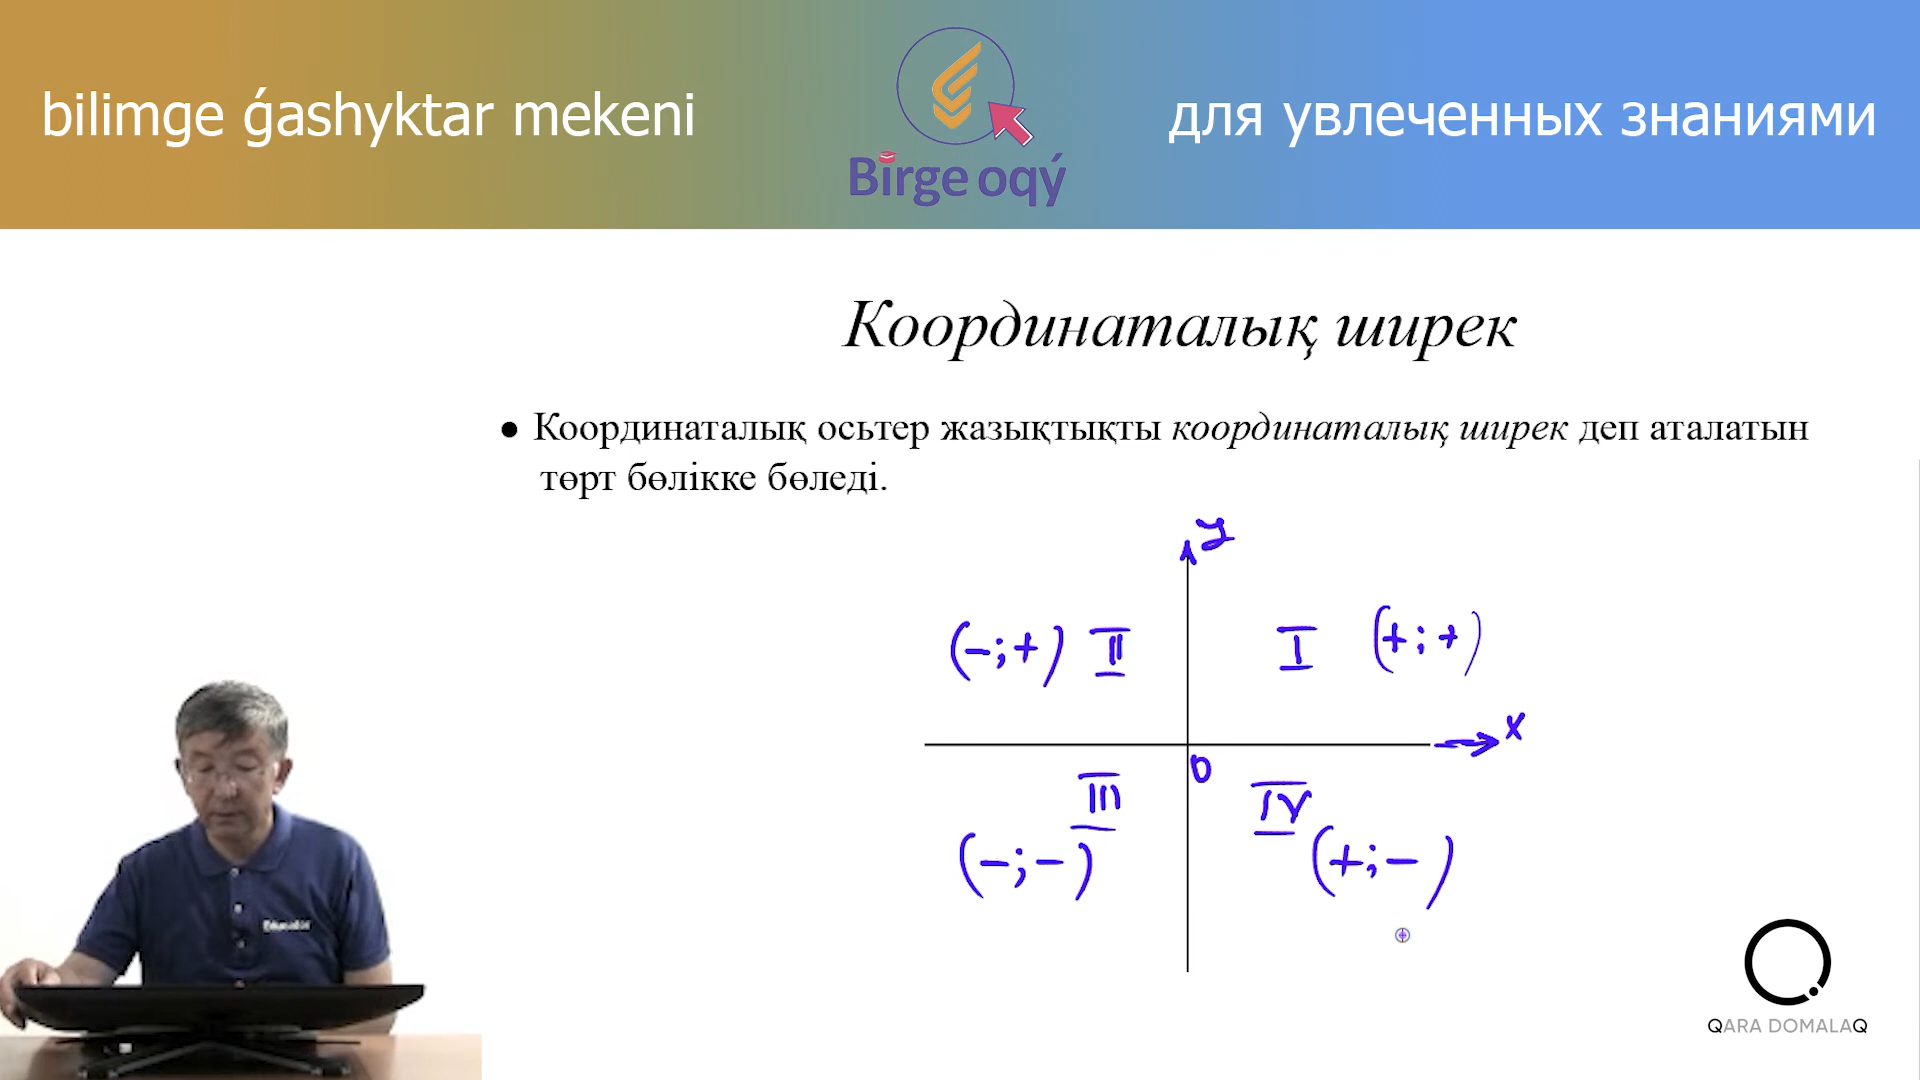 bilimge ǵashyktar mekeni
Birge oqý
для увлеченных знаниями
Координаталық ширек
● Координаталық осьтер жазықтықты координаталық ширек деп аталатын
төрт бөлікке бөледі.
y
(-;+) II
I (+;+)
x
0
III
IV
(-;-)
(+;-)
QARA DOMALAQ